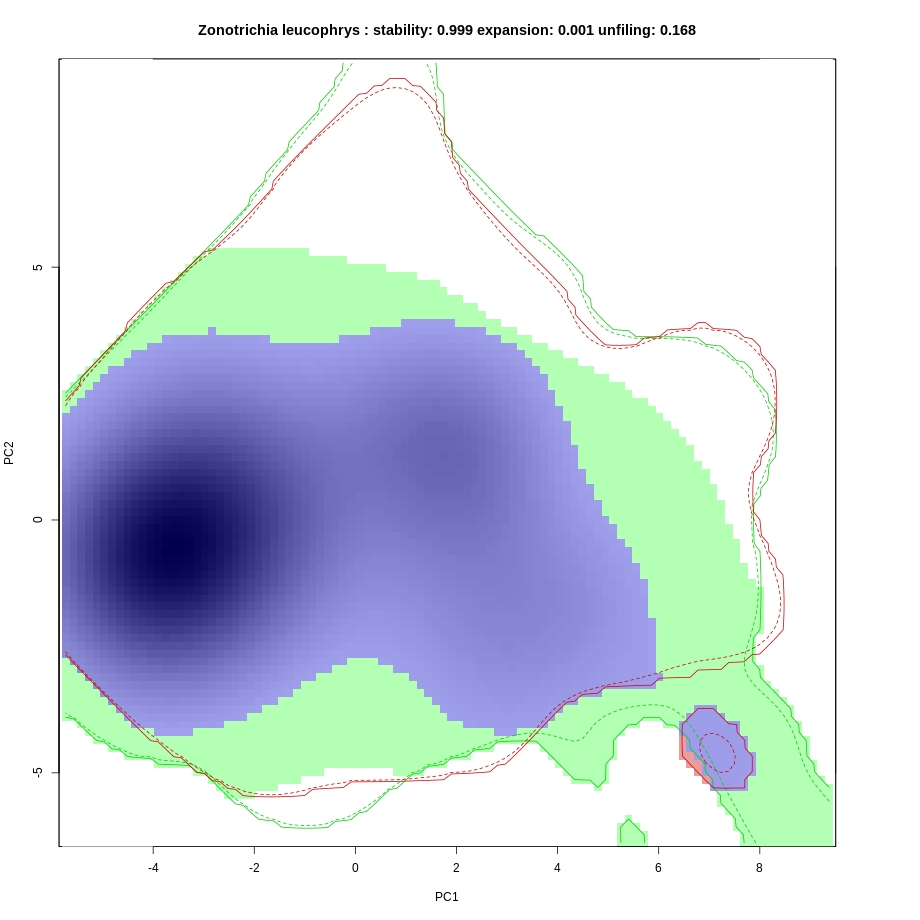 Zonotrichia leucophrys : stability: 0.999 expansion: 0.001 unfiling: 0.168
5
0
-5
PC2
-4 -2 0 2 4 6 8
PC1